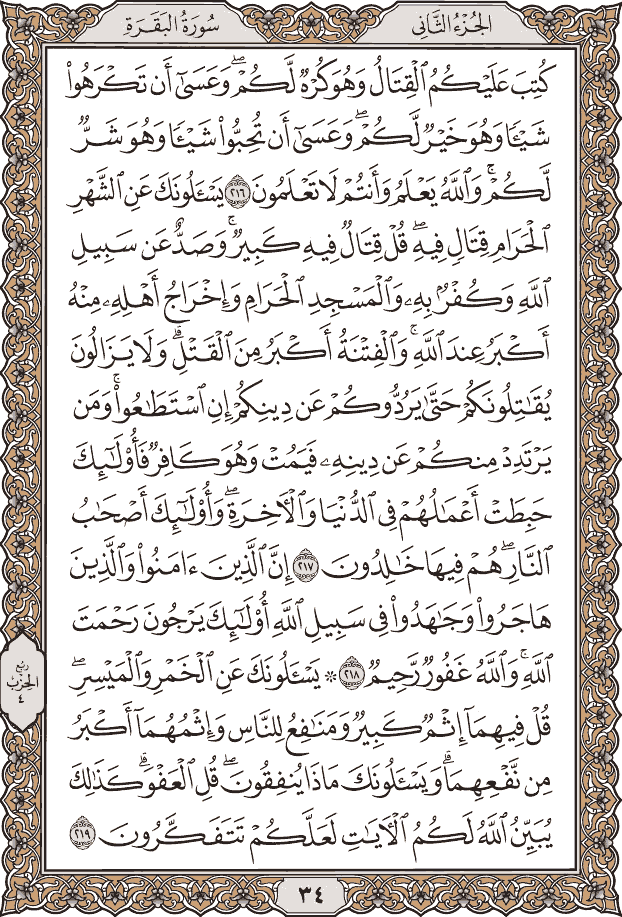 الجُزْءُ الثَّانِي
سُورَةُ البَقَرَةِ
كُتِبَ عَلَيْكُمُ ٱلْقِتَالُ وَهُوَ كُرْهٌ لَّكُمْ ۖ وَعَسَىٰٓ أَن تَكْرَهُوا۟
شَيْـًٔا وَهُوَ خَيْرٌ لَّكُمْ ۖ وَعَسَىٰٓ أَن تُحِبُّوا۟ شَيْـًٔا وَهُوَ شَرٌّ
لَّكُمْ ۗ وَٱللَّهُ يَعْلَمُ وَأَنتُمْ لَا تَعْلَمُونَ ٢١٦ يَسْـَٔلُونَكَ عَنِ ٱلشَّهْرِ
ٱلْحَرَامِ قِتَالٍ فِيهِ ۖ قُلْ قِتَالٌ فِيهِ كَبِيرٌ ۖ وَصَدٌّ عَن سَبِيلِ
ٱللَّهِ وَكُفْرٌۢ بِهِۦ وَٱلْمَسْجِدِ ٱلْحَرَامِ وَإِخْرَاجُ أَهْلِهِۦ مِنْهُ
أَكْبَرُ عِندَ ٱللَّهِ ۚ وَٱلْفِتْنَةُ أَكْبَرُ مِنَ ٱلْقَتْلِ ۗ وَلَا يَزَالُونَ
يُقَـٰتِلُونَكُمْ حَتَّىٰ يَرُدُّوكُمْ عَن دِينِكُمْ إِنِ ٱسْتَطَـٰعُوا۟ ۚ وَمَن
يَرْتَدِدْ مِنكُمْ عَن دِينِهِۦ فَيَمُتْ وَهُوَ كَافِرٌ فَأُو۟لَـٰٓئِكَ
حَبِطَتْ أَعْمَـٰلُهُمْ فِى ٱلدُّنْيَا وَٱلْـَٔاخِرَةِ ۖ وَأُو۟لَـٰٓئِكَ أَصْحَـٰبُ
ٱلنَّارِ ۖ هُمْ فِيهَا خَـٰلِدُونَ ٢١٧ إِنَّ ٱلَّذِينَ ءَامَنُوا۟ وَٱلَّذِينَ
هَاجَرُوا۟ وَجَـٰهَدُوا۟ فِى سَبِيلِ ٱللَّهِ أُو۟لَـٰٓئِكَ يَرْجُونَ رَحْمَتَ
ٱللَّهِ ۚ وَٱللَّهُ غَفُورٌ رَّحِيمٌ ٢١٨ ۞ يَسْـَٔلُونَكَ عَنِ ٱلْخَمْرِ وَٱلْمَيْسِرِ ۖ
قُلْ فِيهِمَآ إِثْمٌ كَبِيرٌ وَمَنَـٰفِعُ لِلنَّاسِ وَإِثْمُهُمَآ أَكْبَرُ
مِن نَّفْعِهِمَا ۗ وَيَسْـَٔلُونَكَ مَاذَا يُنفِقُونَ ۖ قُلِ ٱلْعَفْوَ ۗ كَذَٰلِكَ
يُبَيِّنُ ٱللَّهُ لَكُمُ ٱلْـَٔايَـٰتِ لَعَلَّكُمْ تَتَفَكَّرُونَ ٢١٩
ربع
الحزب
٤
٣٤